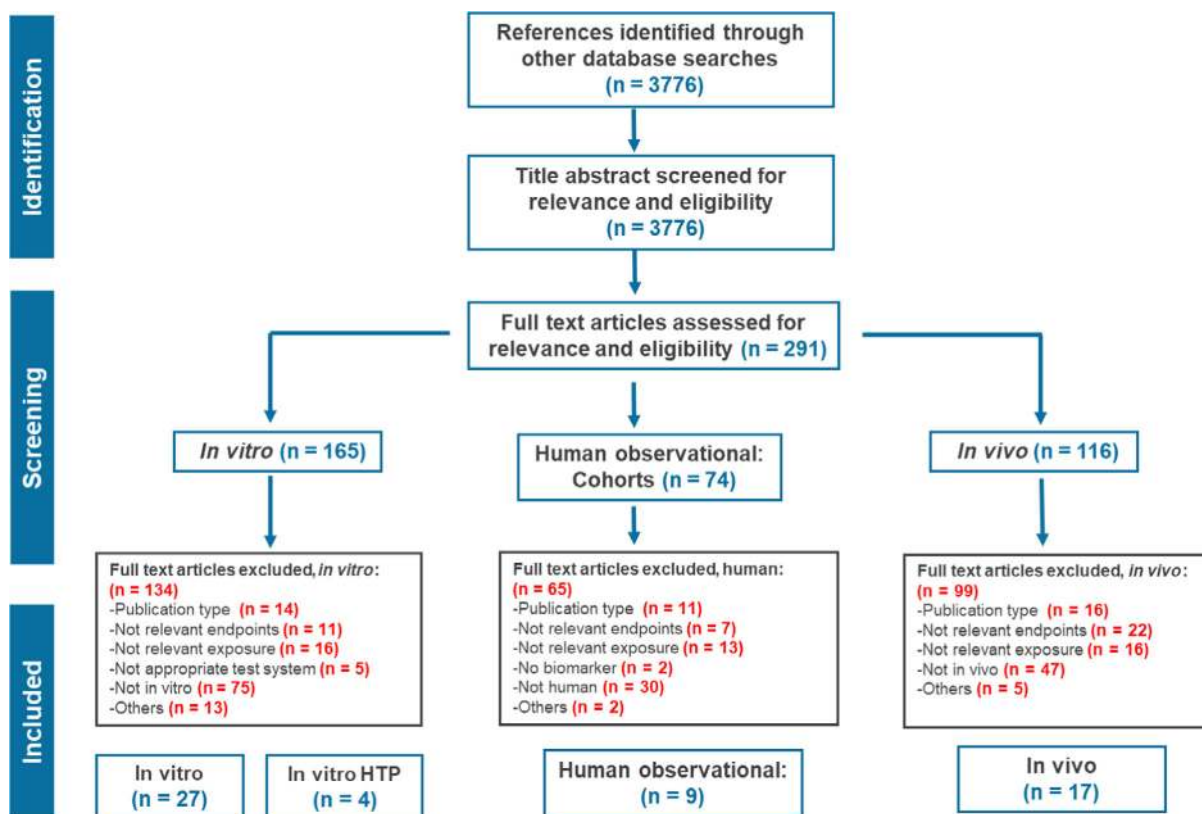 Identification
References identified through
other database searches
(n = 3776)
Title abstract screened for
relevance and eligibility
(n = 3776)
Screening
Full text articles assessed for
relevance and eligibility (n = 291)
In vitro (n = 165)
Human observational:
Cohorts (n = 74)
In vivo (n = 116)
Included
Full text articles excluded, in vitro:
(n = 134)
-Publication type (n = 14)
-Not relevant endpoints (n = 11)
-Not relevant exposure (n = 16)
-Not appropriate test system (n = 5)
-Not in vitro (n = 75)
-Others (n = 13)
Full text articles excluded, human:
(n = 65)
-Publication type (n = 11)
-Not relevant endpoints (n = 7)
-Not relevant exposure (n = 13)
-No biomarker (n = 2)
-Not human (n = 30)
-Others (n = 2)
Full text articles excluded, in vivo:
(n = 99)
-Publication type (n = 16)
-Not relevant endpoints (n = 22)
-Not relevant exposure (n = 16)
-Not in vivo (n = 47)
-Others (n = 5)
In vitro
(n = 27)
In vitro HTP
(n = 4)
Human observational:
(n = 9)
In vivo
(n = 17)